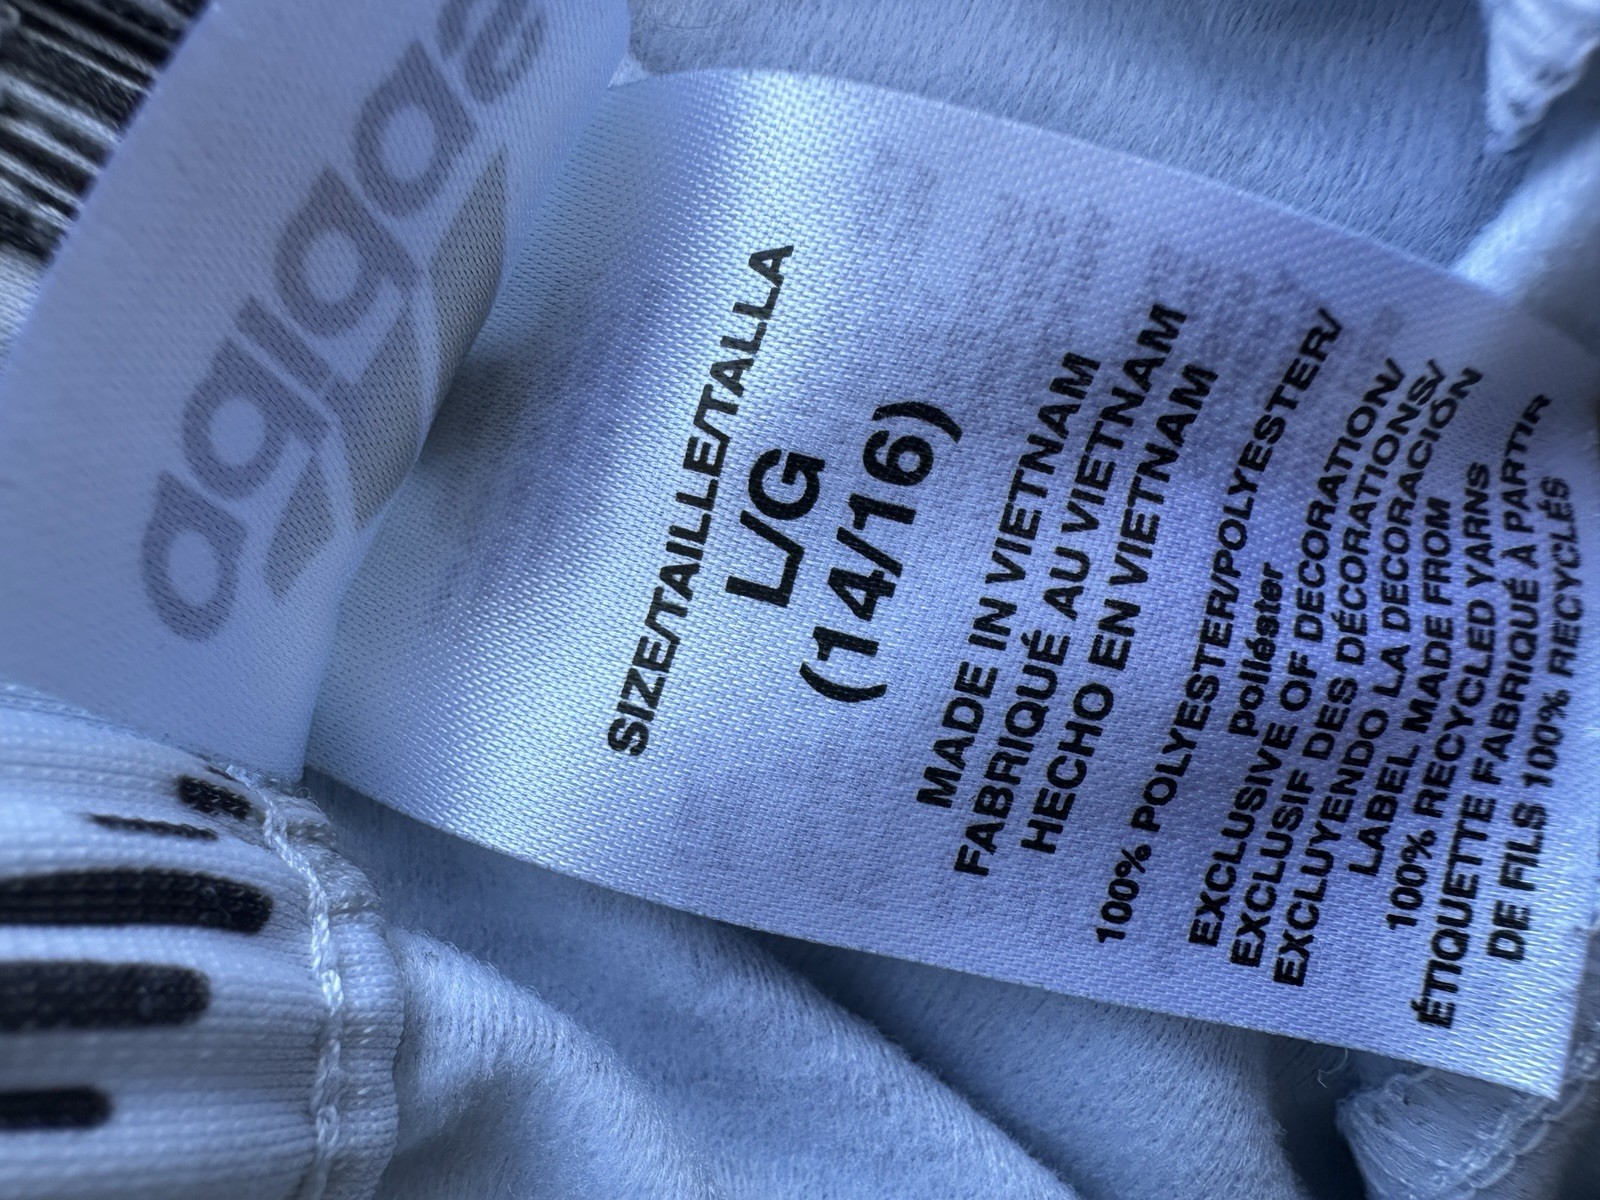 adidas
SIZE/TAILLE/TALLA
L/G
(14/16)
MADE IN VIETNAM
FABRIQUÉ AU VIETNAM
HECHO EN VIETNAM
100% POLYESTER/POLYESTER/
poliéster
EXCLUSIVE OF DECORATION/
EXCLUSIF DES DÉCORATIONS/
EXCLUYENDO LA DECORACIÓN
LABEL MADE FROM
100% RECYCLED YARNS
ÉTIQUETTE FABRIQUÉ À PARTIR
DE FILS 100% RECYCLÉS